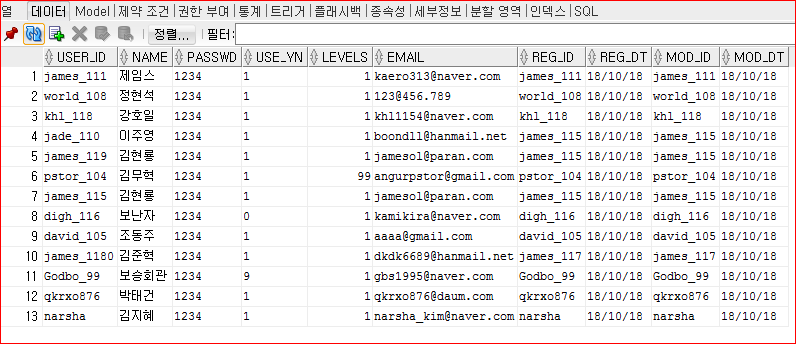 열 데이터 Model 제약 조건 권한 부여 통계 트리거 플래시백 종속성 세부정보 분할 영역 인덱스 SQL
정렬... 필터:
USER_ID NAME PASSWD USE_YN LEVELS EMAIL REG_ID REG_DT MOD_ID MOD_DT
1 james_111 제임스 1234 1 1 kaero313@naver.com james_111 18/10/18 james_111 18/10/18
2 world_108 정현석 1234 1 1 123@456.789 world_108 18/10/18 world_108 18/10/18
3 khl_118 강호일 1234 1 1 khl1154@naver.com khl_118 18/10/18 khl_118 18/10/18
4 jade_110 이주영 1234 1 1 boondll@hanmail.net james_115 18/10/18 james_115 18/10/18
5 james_119 김현룡 1234 1 1 jamesol@paran.com james_115 18/10/18 james_115 18/10/18
6 pstor_104 김무혁 1234 1 99 angurpstor@gmail.com pstor_104 18/10/18 pstor_104 18/10/18
7 james_115 김현룡 1234 1 1 jamesol@paran.com james_115 18/10/18 james_115 18/10/18
8 digh_116 보난자 1234 0 1 kamikira@naver.com digh_116 18/10/18 digh_116 18/10/18
9 david_105 조동주 1234 1 1 aaaa@gmail.com david_105 18/10/18 david_105 18/10/18
10 james_1180 김준혁 1234 1 1 dkdk6689@hanmail.net james_117 18/10/18 james_117 18/10/18
11 Godbo_99 보승회관 1234 9 1 gbs1995@naver.com Godbo_99 18/10/18 Godbo_99 18/10/18
12 qkrxo876 박태건 1234 1 1 qkrxo876@daum.com qkrxo876 18/10/18 qkrxo876 18/10/18
13 narsha 김지혜 1234 1 1 narsha_kim@naver.com narsha 18/10/18 narsha 18/10/18